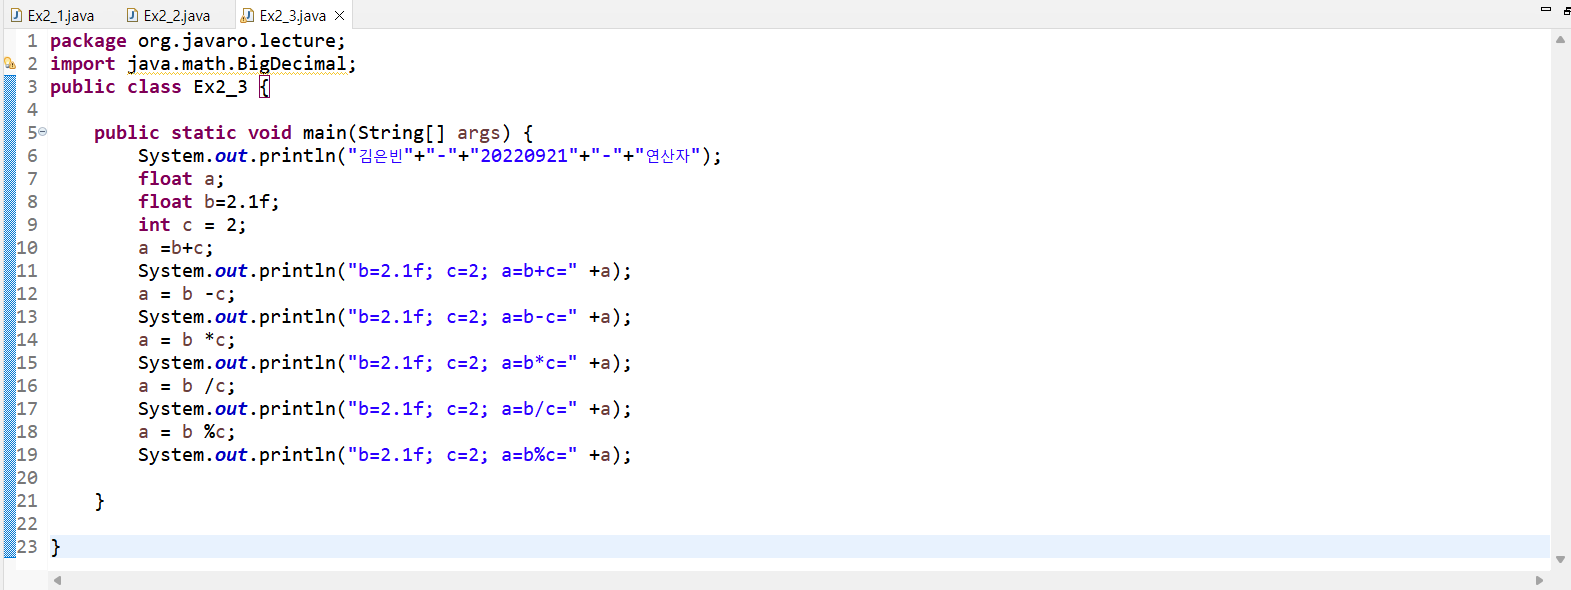 Ex2_1.java Ex2_2.java Ex2_3.java
1 package org.javaro.lecture;
2 import java.math.BigDecimal;
3 public class Ex2_3 {
4
5 public static void main(String[] args) {
6 System.out.println("김은빈"+"-"+"20220921"+"-"+"연산자");
7 float a;
8 float b=2.1f;
9 int c = 2;
10 a =b+c;
11 System.out.println("b=2.1f; c=2; a=b+c=" +a);
12 a = b -c;
13 System.out.println("b=2.1f; c=2; a=b-c=" +a);
14 a = b *c;
15 System.out.println("b=2.1f; c=2; a=b*c=" +a);
16 a = b /c;
17 System.out.println("b=2.1f; c=2; a=b/c=" +a);
18 a = b %c;
19 System.out.println("b=2.1f; c=2; a=b%c=" +a);
20
21 }
22
23 }